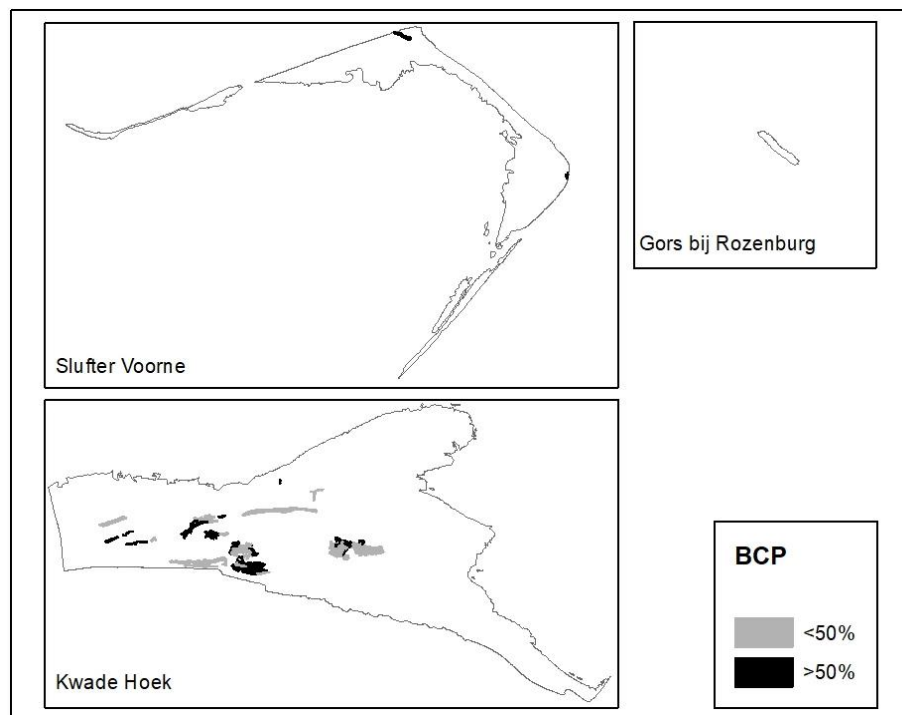 Slufter Voorne
Gors bij Rozenburg
Kwade Hoek
BCP
<50%
>50%